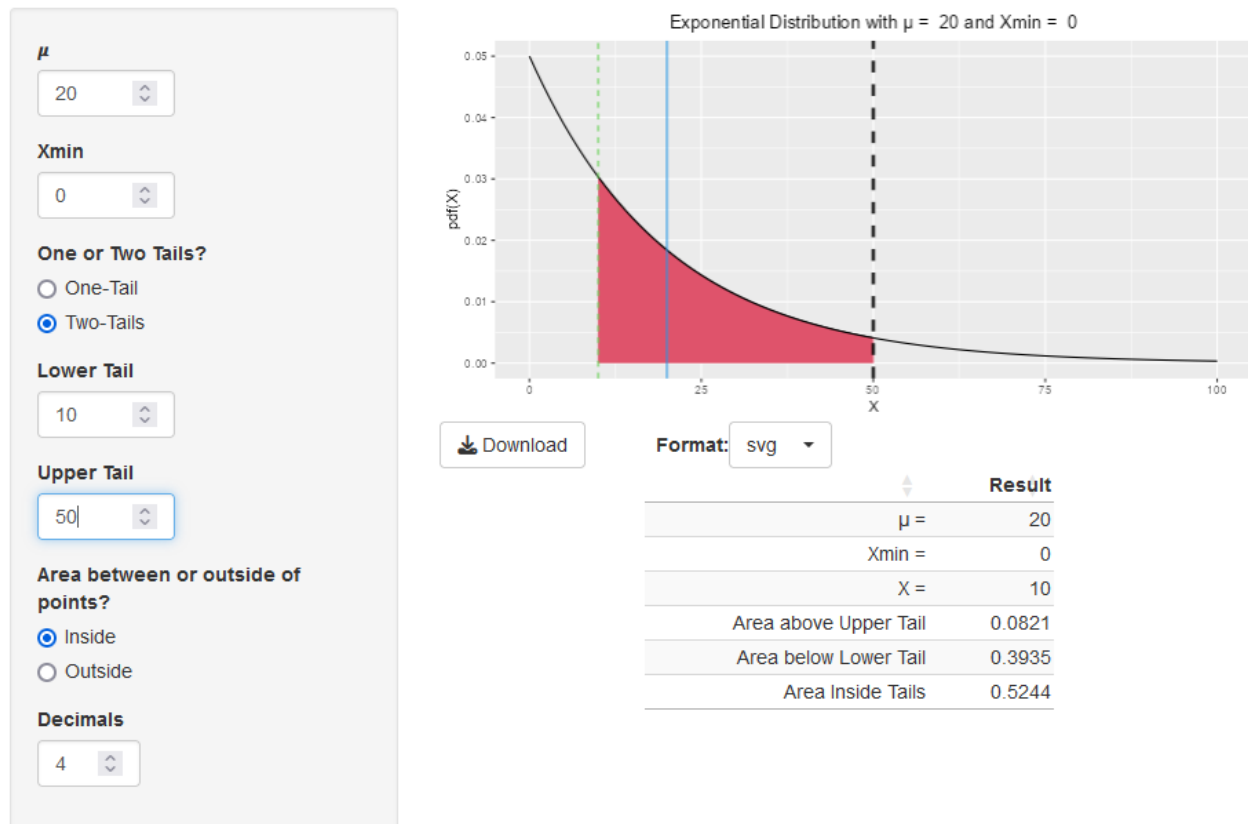 μ
20
Xmin
0
One or Two Tails?
One-Tail
Two-Tails
Lower Tail
10
Upper Tail
50
Area between or outside of
points?
Inside
Outside
Decimals
4
Exponential Distribution with μ = 20 and Xmin = 0
pdf(X)
0.05
0.04
0.03
0.02
0.01
0.00
0 25 50 75 100
X
Download Format: svg
Result
μ = 20
Xmin = 0
X = 10
Area above Upper Tail 0.0821
Area below Lower Tail 0.3935
Area Inside Tails 0.5244